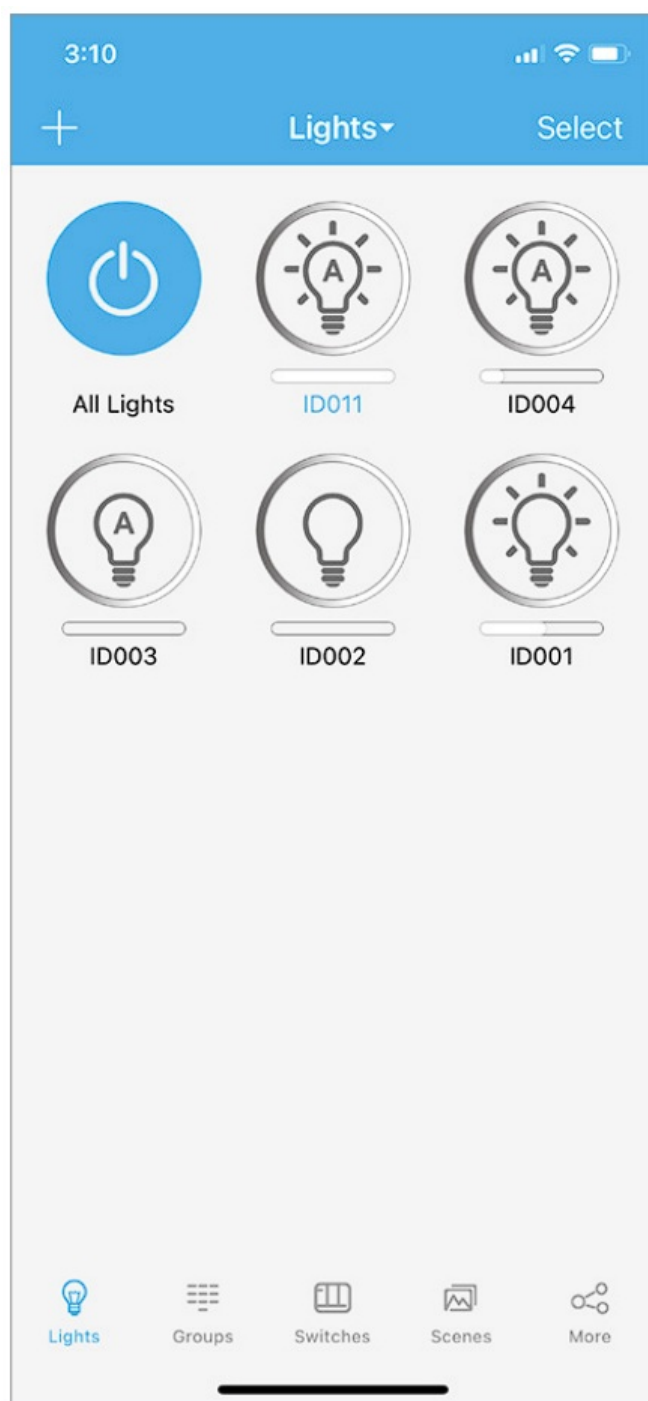 3:10
Lights
Select
A
A
All Lights
ID011
ID004
A
ID003
ID002
ID001
Lights
Groups
Switches
Scenes
More